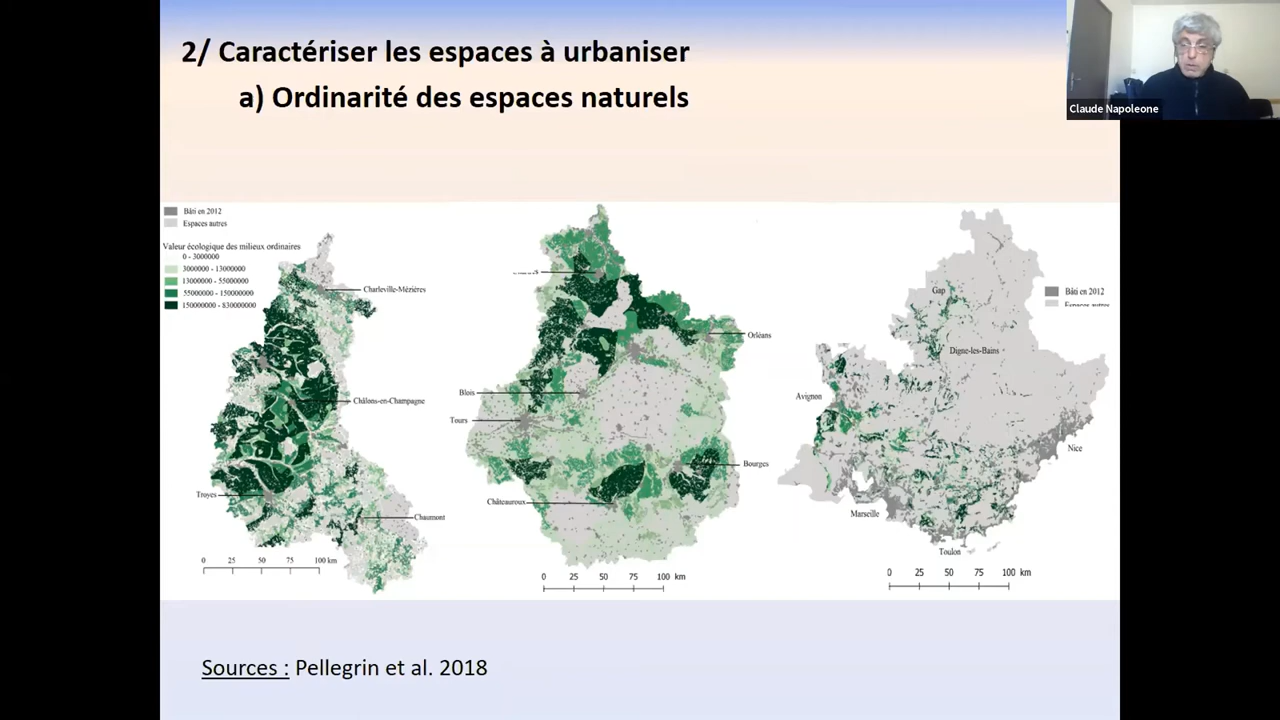 2/ Caractériser les espaces à urbaniser
a) Ordinarité des espaces naturels
Claude Napoleone
Bâti en 2012
Espaces autres
Valeur écologique des milieux ordinaires
0 - 3000000
3000000 - 13000000
13000000 - 55000000
55000000 - 150000000
150000000 - 830000000
Charleville-Mézières
Châlons-en-Champagne
Troyes
Chaumont
0 25 50 75 100 km
Orléans
Blois
Tours
Bourges
Châteauroux
0 25 50 75 100 km
Bâti en 2012
Espaces autres
Gap
Digne-les-Bains
Avignon
Nice
Marseille
Toulon
0 25 50 75 100 km
Sources : Pellegrin et al. 2018